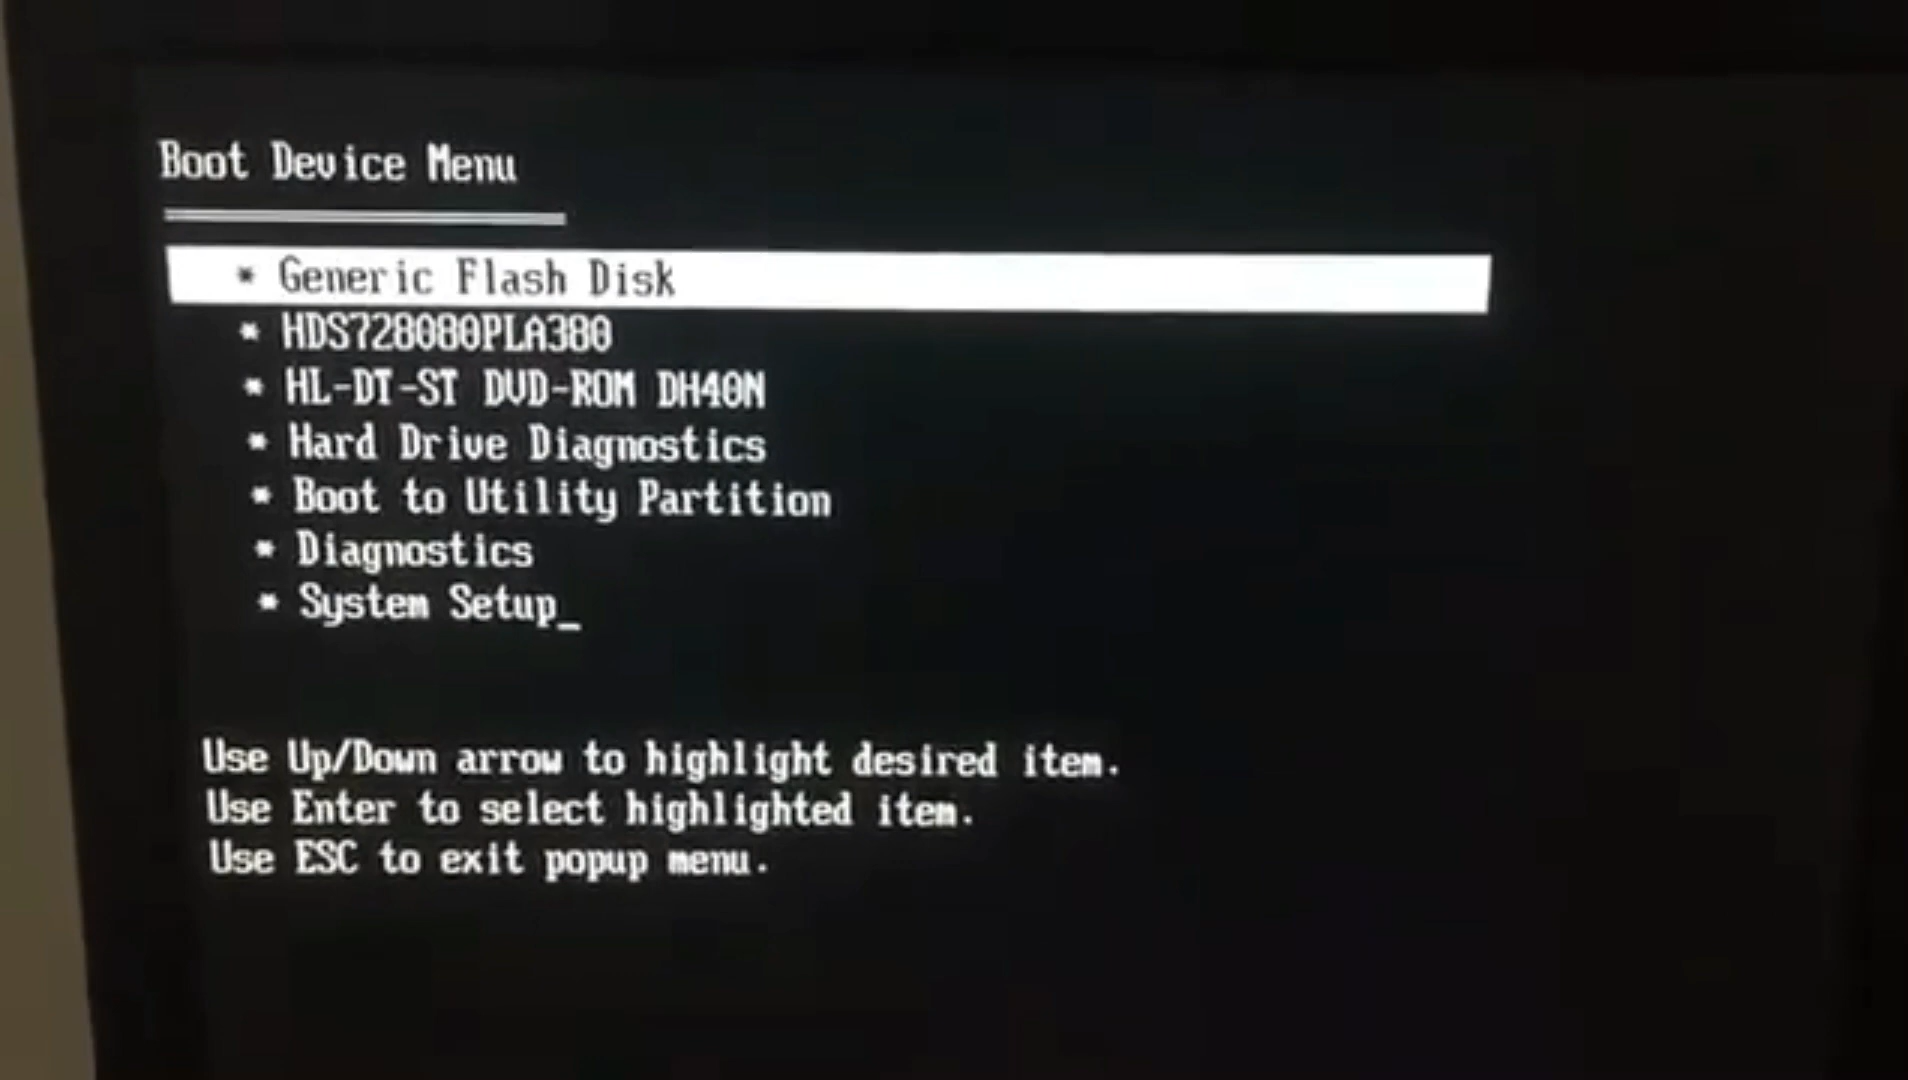 Boot Device Menu
* Generic Flash Disk
* HDS728080PLA380
* HL-DT-ST DVD-ROM DH40N
* Hard Drive Diagnostics
* Boot to Utility Partition
* Diagnostics
* System Setup_
Use Up/Down arrow to highlight desired item.
Use Enter to select highlighted item.
Use ESC to exit popup menu.